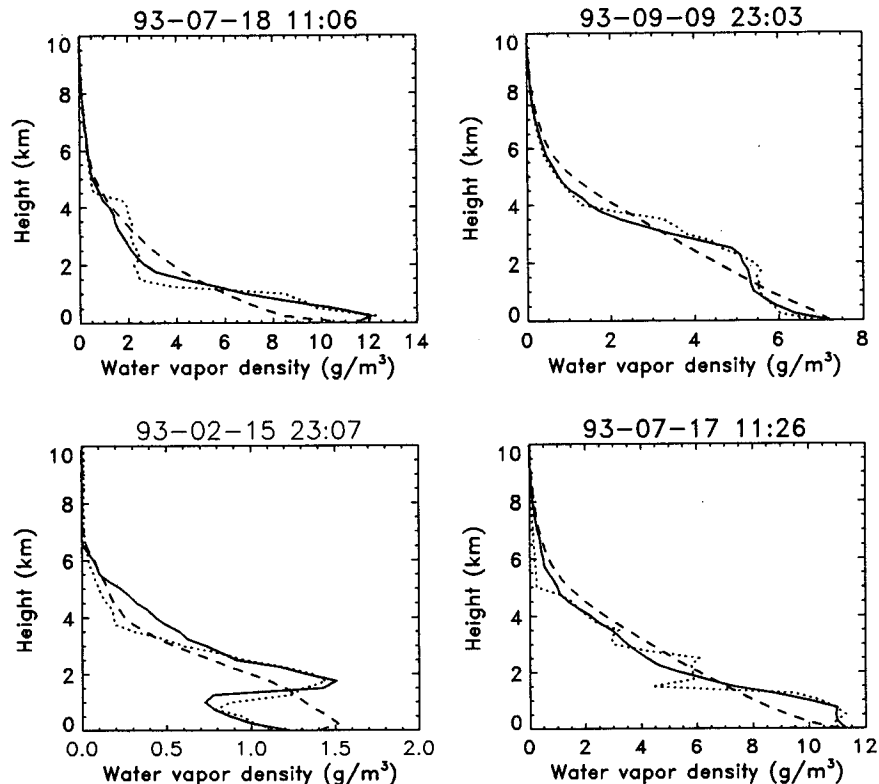 93-07-18 11:06
10
8
6
4
2
0
Height (km)
0 2 4 6 8 10 12 14
Water vapor density (g/m³)
93-09-09 23:03
10
8
6
4
2
0
Height (km)
0 2 4 6 8
Water vapor density (g/m³)
93-02-15 23:07
10
8
6
4
2
0
Height (km)
0.0 0.5 1.0 1.5 2.0
Water vapor density (g/m³)
93-07-17 11:26
10
8
6
4
2
0
Height (km)
0 2 4 6 8 10 12
Water vapor density (g/m³)